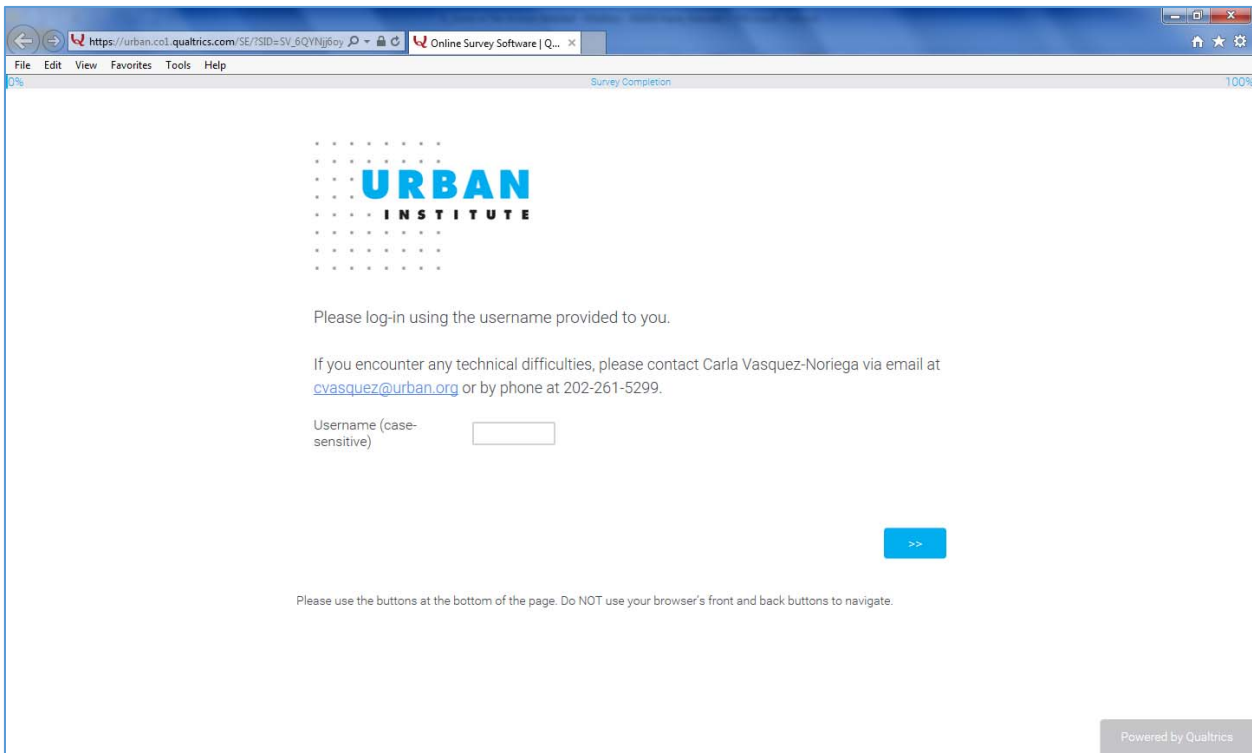 https://urban.co1.qualtrics.com/SE/?SID=SV_6QYNjj6oy
Online Survey Software | Q...
File Edit View Favorites Tools Help
0% Survey Completion 100%
URBAN
INSTITUTE
Please log-in using the username provided to you.
If you encounter any technical difficulties, please contact Carla Vasquez-Noriega via email at
cvasquez@urban.org or by phone at 202-261-5299.
Username (case-
sensitive)
>>
Please use the buttons at the bottom of the page. Do NOT use your browser's front and back buttons to navigate.
Powered by Qualtrics